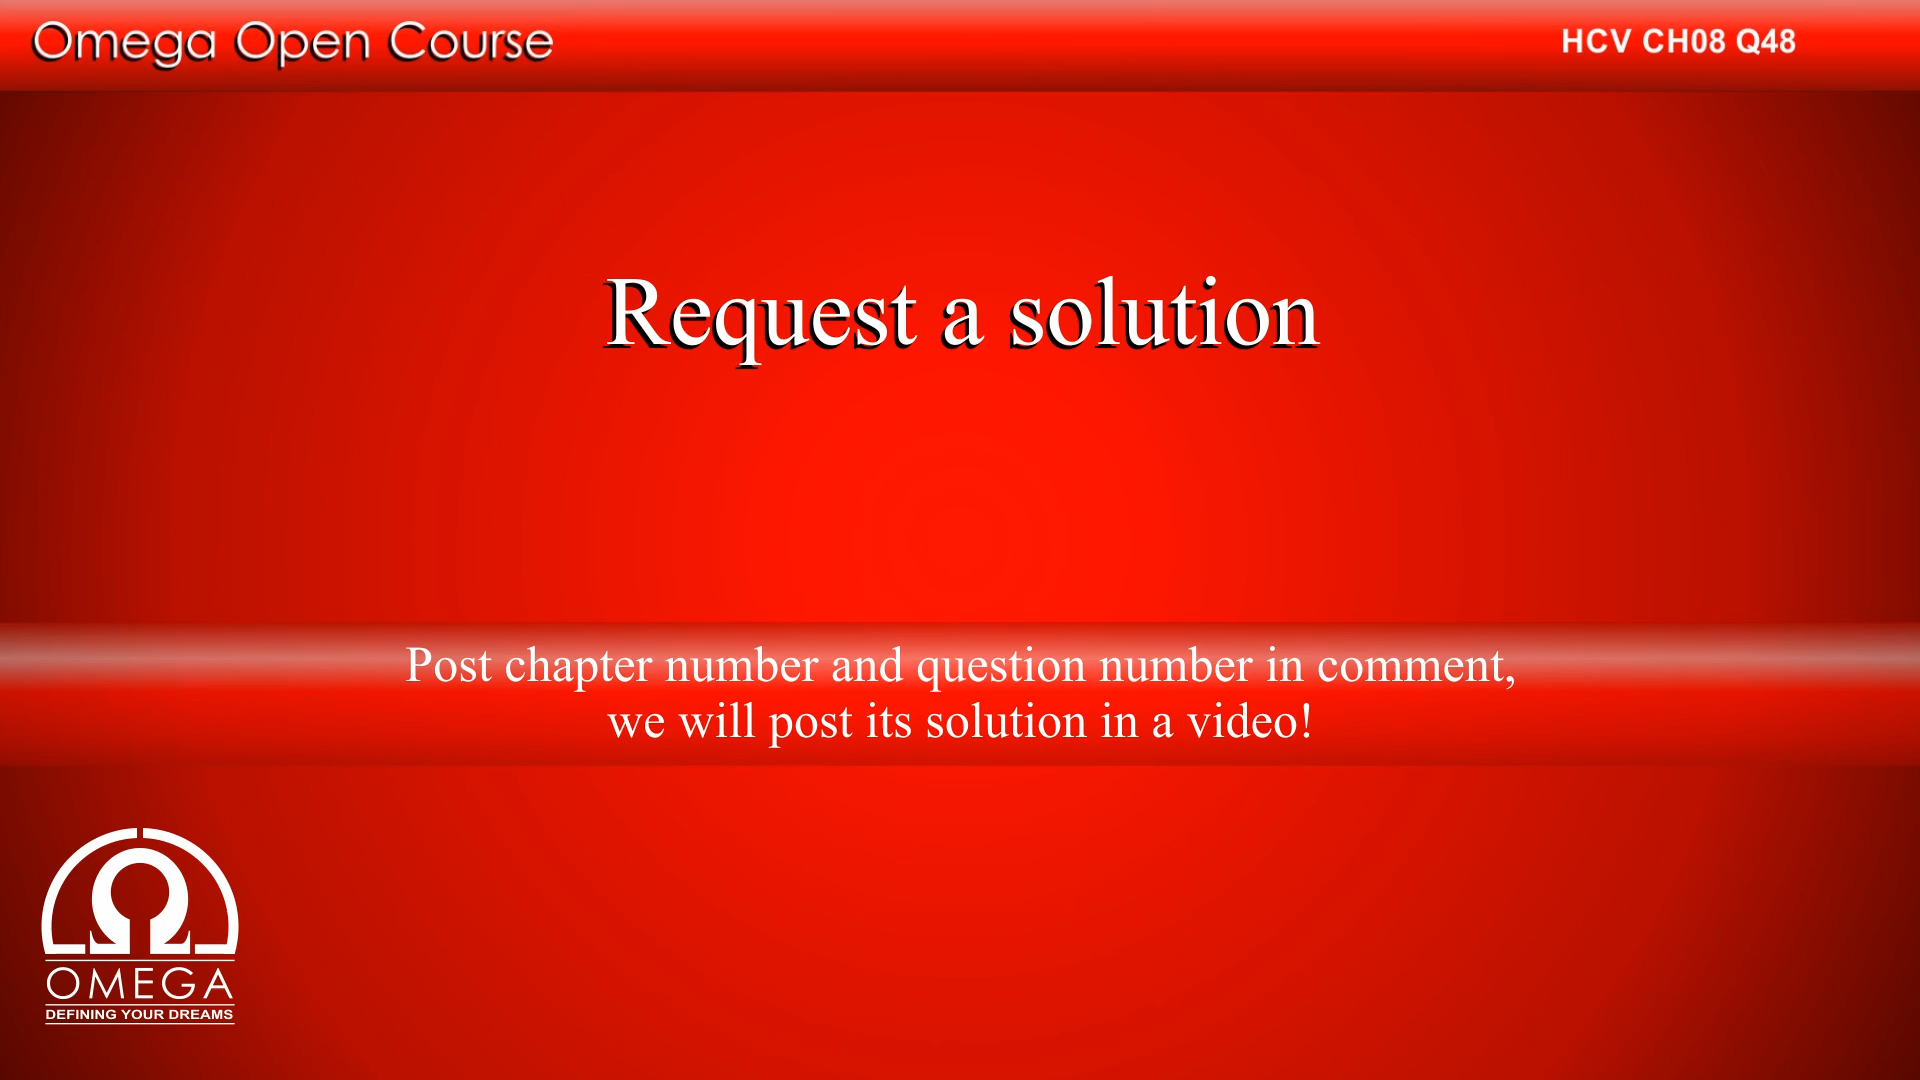 Omega Open Course
HCV CH08 Q48
Request a solution
Post chapter number and question number in comment,
we will post its solution in a video!
OMEGA
DEFINING YOUR DREAMS